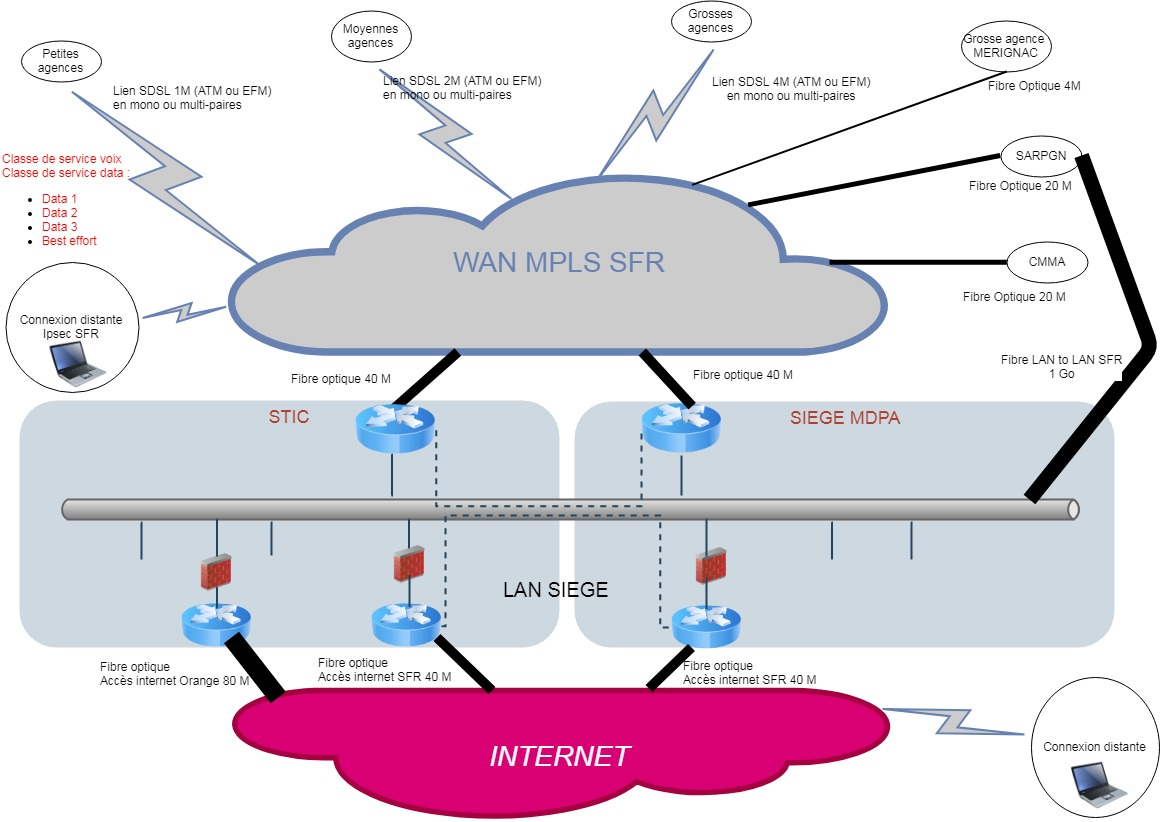 Petites
agences
Moyennes
agences
Grosses
agences
Grosse agence
MERIGNAC
Lien SDSL 1M (ATM ou EFM)
en mono ou multi-paires
Lien SDSL 2M (ATM ou EFM)
en mono ou multi-paires
Lien SDSL 4M (ATM ou EFM)
en mono ou multi-paires
Fibre Optique 4M
Classe de service voix
Classe de service data :
Data 1
Data 2
Data 3
Best effort
SARPGN
Fibre Optique 20 M
WAN MPLS SFR
CMMA
Fibre Optique 20 M
Connexion distante
Ipsec SFR
Fibre LAN to LAN SFR
1 Go
Fibre optique 40 M
Fibre optique 40 M
STIC
SIEGE MDPA
LAN SIEGE
Fibre optique
Accès internet Orange 80 M
Fibre optique
Accès internet SFR 40 M
Fibre optique
Accès internet SFR 40 M
INTERNET
Connexion distante